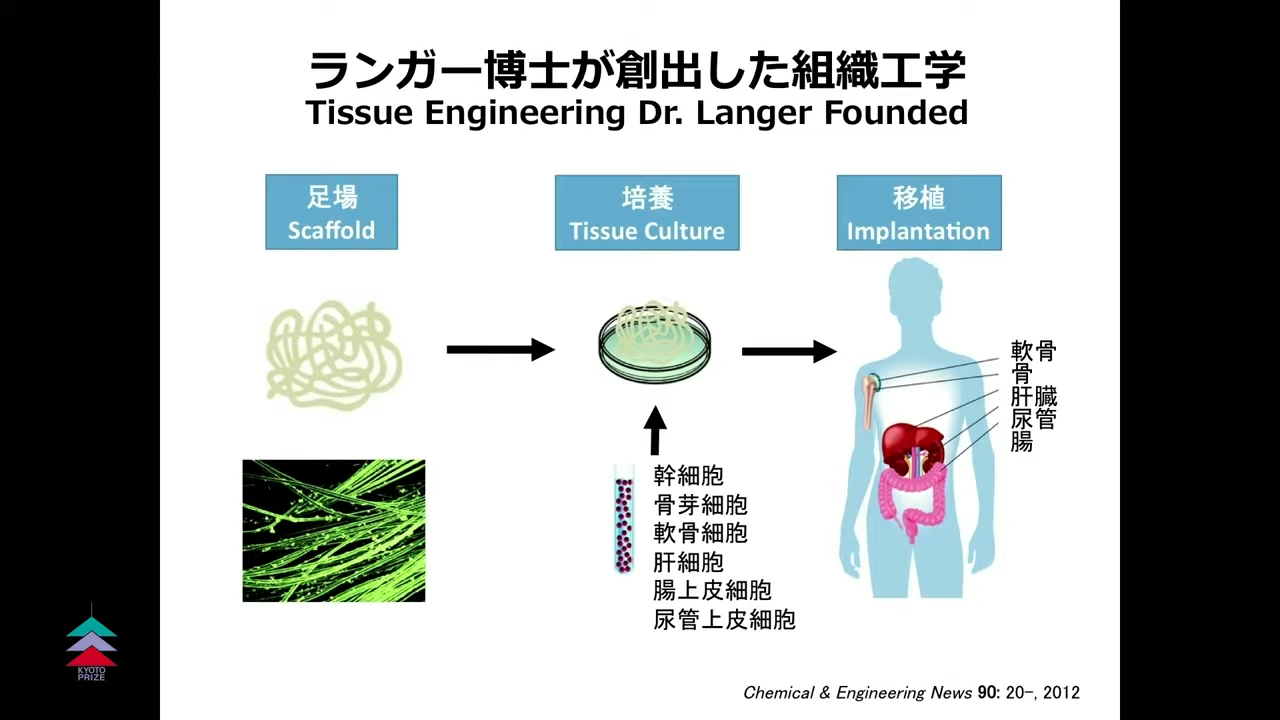 ランガー博士が創出した組織工学
Tissue Engineering Dr. Langer Founded
足場
Scaffold
培養
Tissue Culture
移植
Implantation
軟骨
骨
肝臓
尿管
腸
幹細胞
骨芽細胞
軟骨細胞
肝細胞
腸上皮細胞
尿管上皮細胞
KYOTO
PRIZE
Chemical & Engineering News 90: 20–, 2012